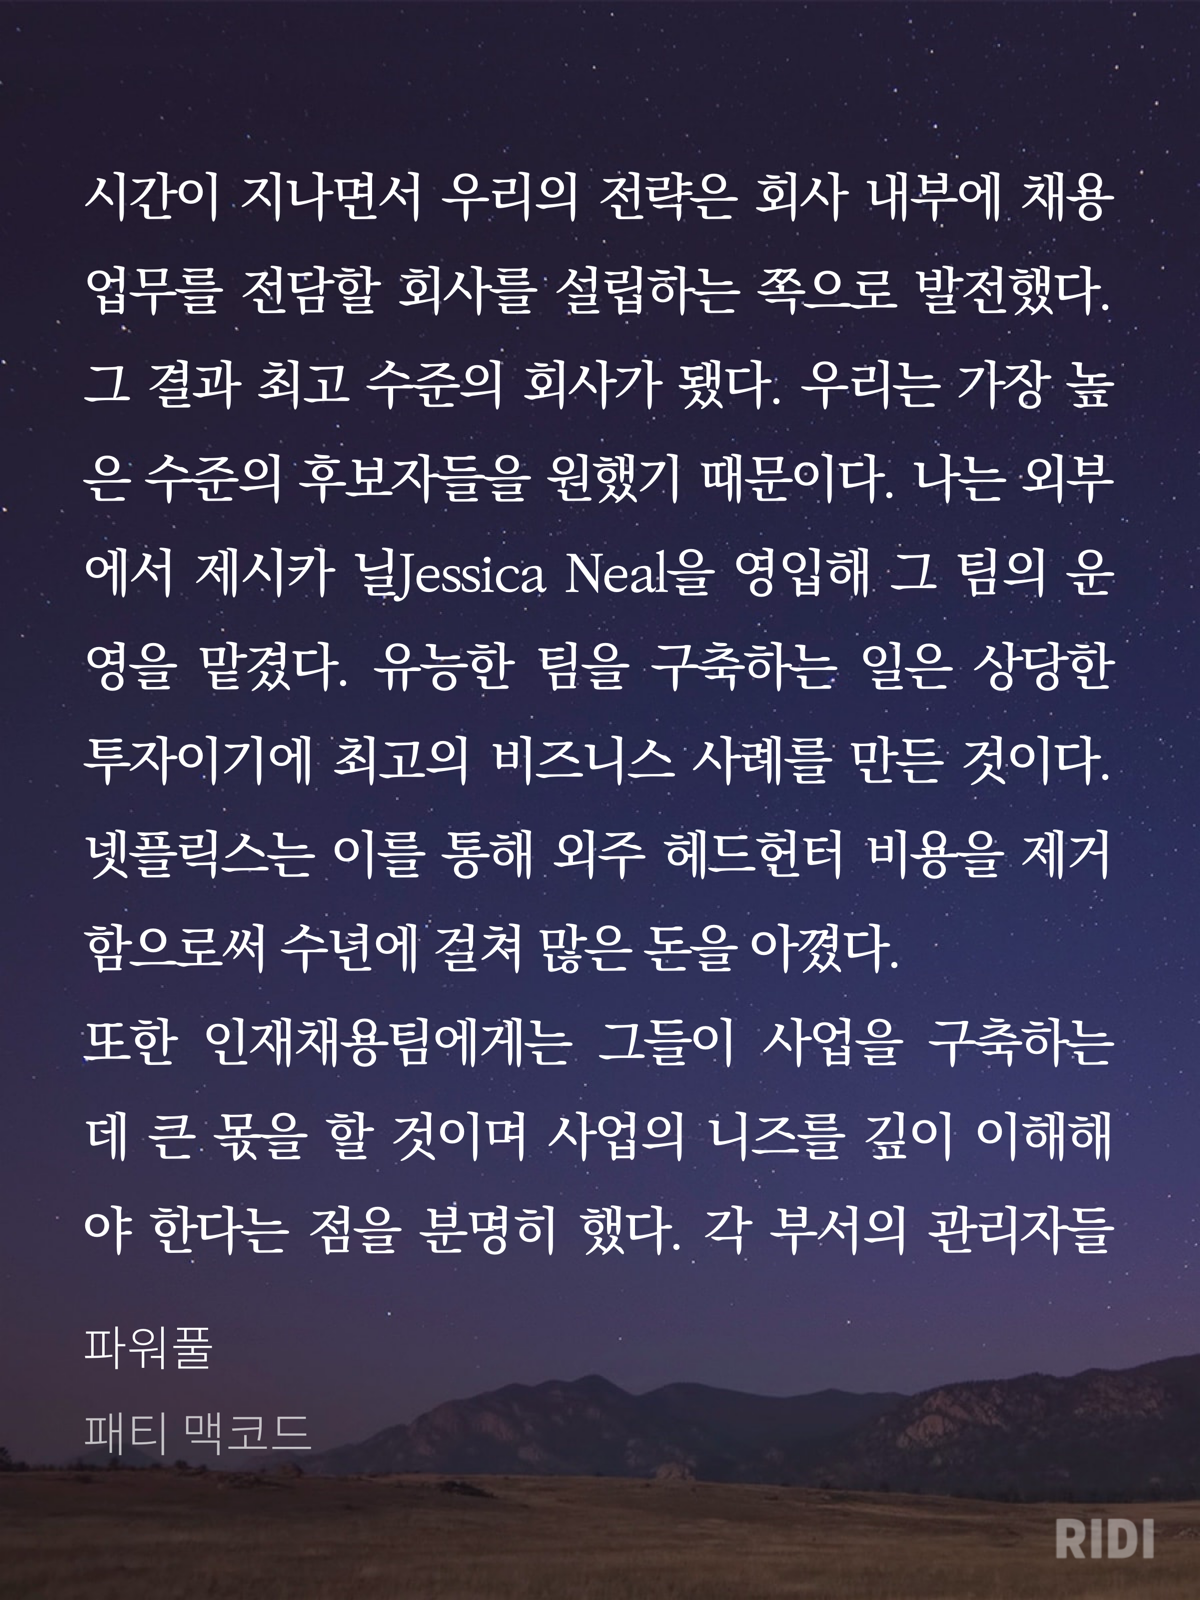 시간이 지나면서 우리의 전략은 회사 내부에 채용
업무를 전담할 회사를 설립하는 쪽으로 발전했다.
그 결과 최고 수준의 회사가 됐다. 우리는 가장 높
은 수준의 후보자들을 원했기 때문이다. 나는 외부
에서 제시카 닐Jessica Neal을 영입해 그 팀의 운
영을 맡겼다. 유능한 팀을 구축하는 일은 상당한
투자이기에 최고의 비즈니스 사례를 만든 것이다.
넷플릭스는 이를 통해 외주 헤드헌터 비용을 제거
함으로써 수년에 걸쳐 많은 돈을 아꼈다.
또한 인재채용팀에게는 그들이 사업을 구축하는
데 큰 몫을 할 것이며 사업의 니즈를 깊이 이해해
야 한다는 점을 분명히 했다. 각 부서의 관리자들
파워풀
패티 맥코드
RIDI